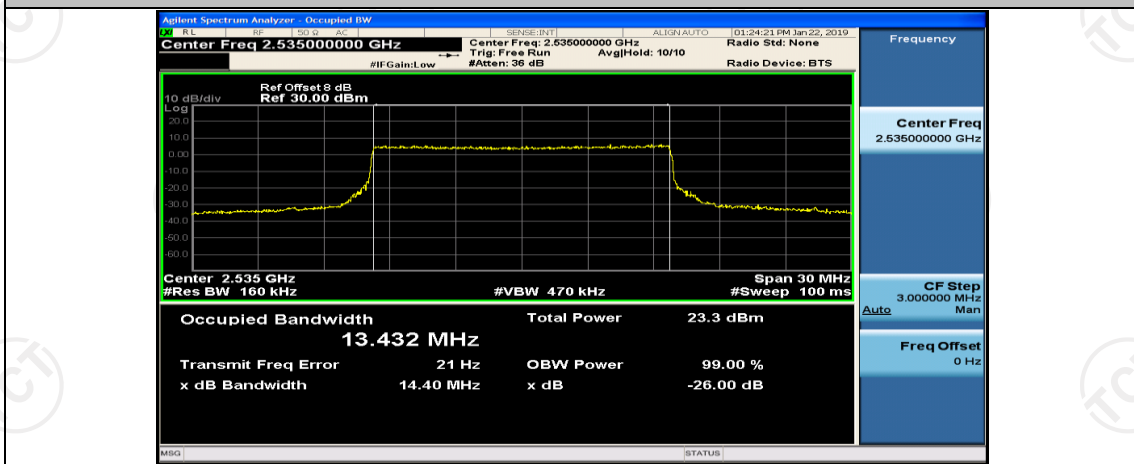 Agilent Spectrum Analyzer - Occupied BW
LXI RL RF 50 Ω AC SENSE:INT ALIGN AUTO 01:24:21 PM Jan 22, 2019
Center Freq 2.535000000 GHz
Center Freq: 2.535000000 GHz
Radio Std: None
Trig: Free Run Avg|Hold: 10/10
#IFGain:Low #Atten: 36 dB Radio Device: BTS
Ref Offset 8 dB
10 dB/div Ref 30.00 dBm
Log
20.0
10.0
0.00
-10.0
-20.0
-30.0
-40.0
-50.0
-60.0
Center 2.535 GHz Span 30 MHz
#Res BW 160 kHz #VBW 470 kHz #Sweep 100 ms
Occupied Bandwidth Total Power 23.3 dBm
13.432 MHz
Transmit Freq Error 21 Hz OBW Power 99.00 %
x dB Bandwidth 14.40 MHz x dB -26.00 dB
MSG STATUS
Frequency
Center Freq
2.535000000 GHz
CF Step
3.000000 MHz
Auto Man
Freq Offset
0 Hz
TCT